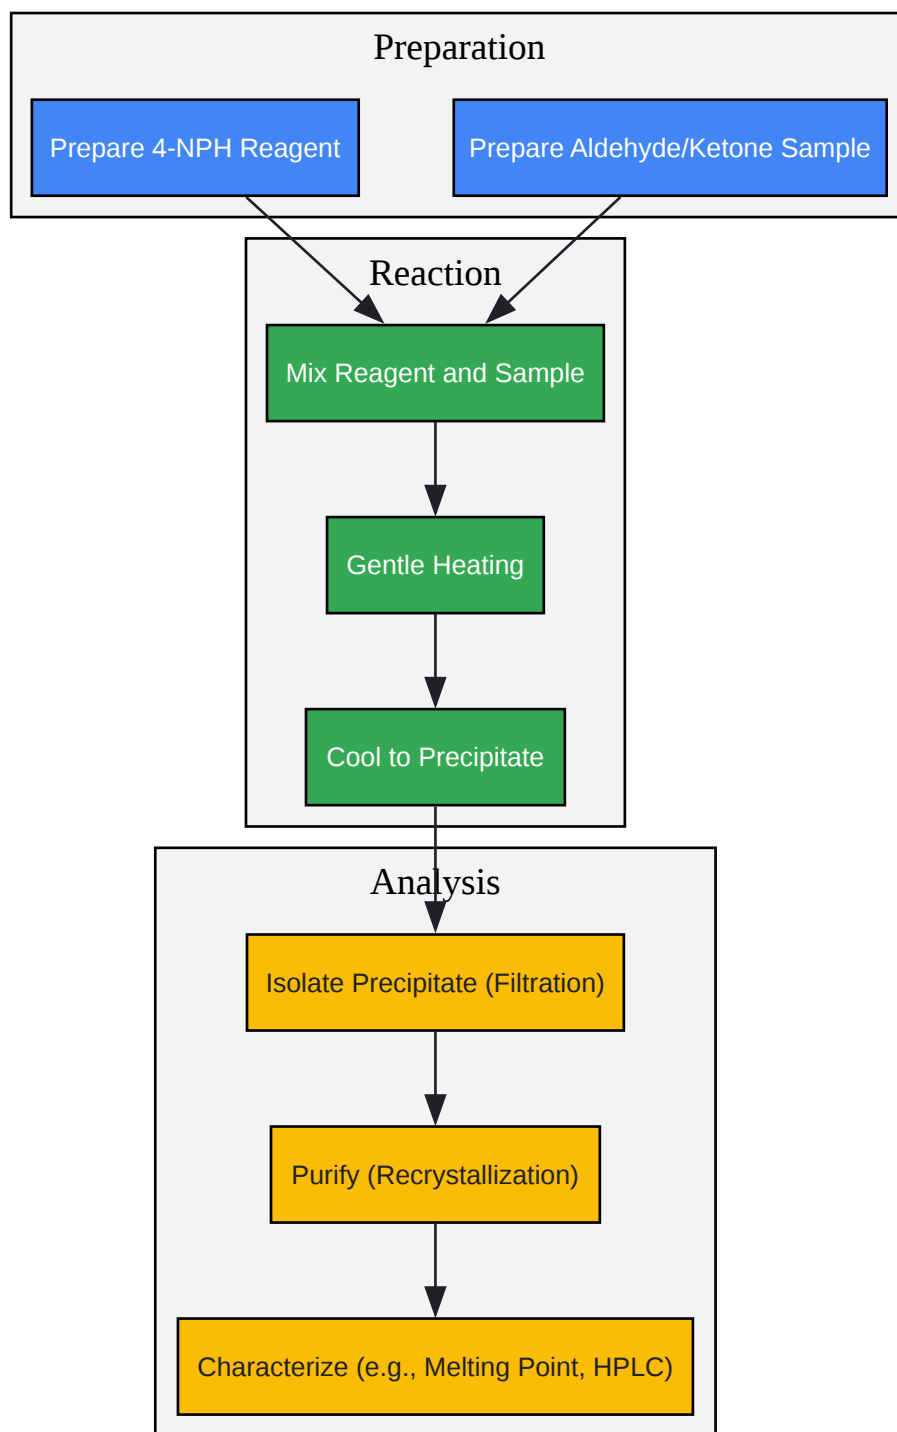 Preparation
Prepare 4-NPH Reagent
Prepare Aldehyde/Ketone Sample
Reaction
Mix Reagent and Sample
Gentle Heating
Cool to Precipitate
Analysis
Isolate Precipitate (Filtration)
Purify (Recrystallization)
Characterize (e.g., Melting Point, HPLC)